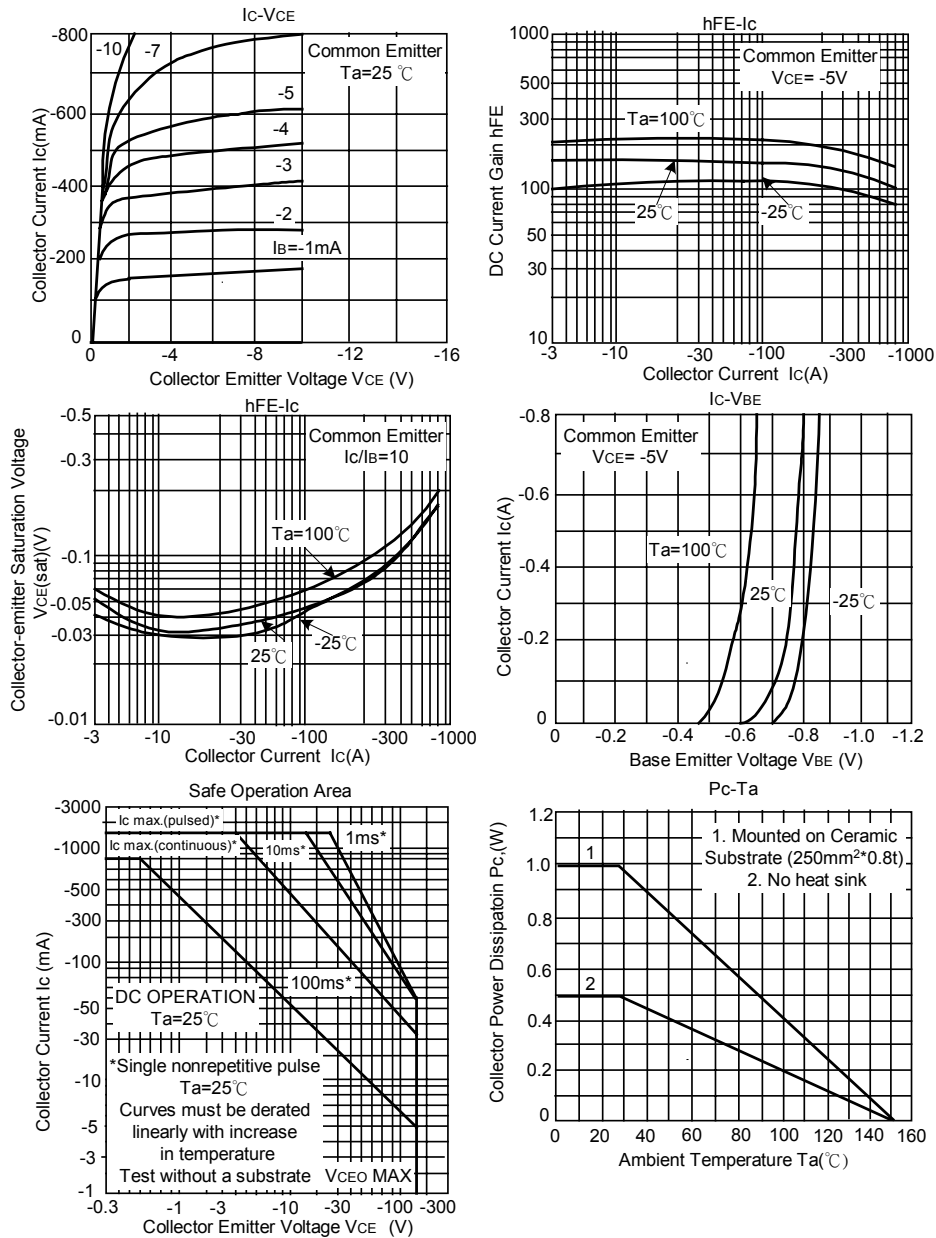 Ic-VCE
-800
-600
-400
-200
0
Collector Current Ic(mA)
-10
-7
Common Emitter
Ta=25 ℃
-5
-4
-3
-2
IB=-1mA
0
-4
-8
-12
-16
Collector Emitter Voltage VCE (V)
hFE-Ic
1000
500
300
100
50
30
10
DC Current Gain hFE
Common Emitter
VCE= -5V
Ta=100℃
25℃
-25℃
-3
-10
-30
-100
-300
-1000
Collector Current Ic(A)
hFE-Ic
-0.5
-0.3
-0.1
-0.05
-0.03
-0.01
Collector-emitter Saturation Voltage
VCE(sat)(V)
Common Emitter
Ic/IB=10
Ta=100℃
25℃
-25℃
-3
-10
-30
-100
-300
-1000
Collector Current Ic(A)
Ic-VBE
-0.8
-0.6
-0.4
-0.2
0
Collector Current Ic(A)
Common Emitter
VCE= -5V
Ta=100℃
25℃
-25℃
0
-0.2
-0.4
-0.6
-0.8
-1.0
-1.2
Base Emitter Voltage VBE (V)
Safe Operation Area
-3000
-1000
-500
-300
-100
-50
-30
-10
-5
-3
-1
Collector Current Ic (mA)
Ic max.(pulsed)*
Ic max.(continuous)*
10ms*
1ms*
100ms*
DC OPERATION
Ta=25℃
*Single nonrepetitive pulse
Ta=25℃
Curves must be derated
linearly with increase
in temperature
Test without a substrate
VCEO MAX
-0.3
-1
-3
-10
-30
-100
-300
Collector Emitter Voltage VCE (V)
Pc-Ta
1.2
1.0
0.8
0.6
0.4
0.2
0
Collector Power Dissipatoin Pc,(W)
1. Mounted on Ceramic
Substrate (250mm²*0.8t)
2. No heat sink
1
2
0
20
40
60
80
100
120
140
160
Ambient Temperature Ta(℃)